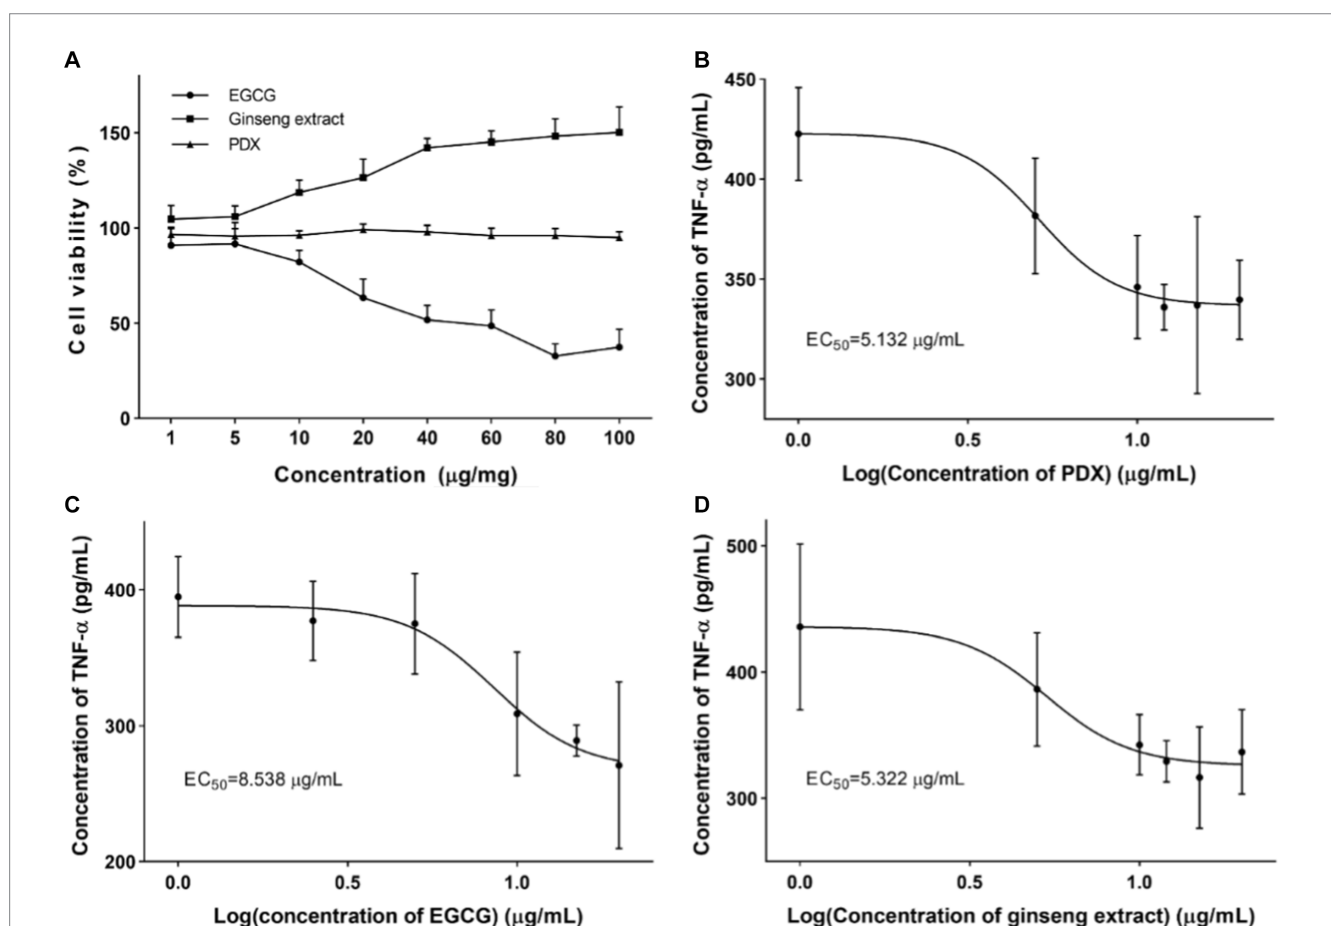 A
EGCG
Ginseng extract
PDX
Cell viability (%)
150
100
50
0
1 5 10 20 40 60 80 100
Concentration (μg/mg)
B
Concentration of TNF-α (pg/mL)
450
400
350
300
EC50=5.132 μg/mL
0.0 0.5 1.0
Log(Concentration of PDX) (μg/mL)
C
Concentration of TNF-α (pg/mL)
400
300
200
EC50=8.538 μg/mL
0.0 0.5 1.0
Log(concentration of EGCG) (μg/mL)
D
Concentration of TNF-α (pg/mL)
500
400
300
EC50=5.322 μg/mL
0.0 0.5 1.0
Log(Concentration of ginseng extract) (μg/mL)